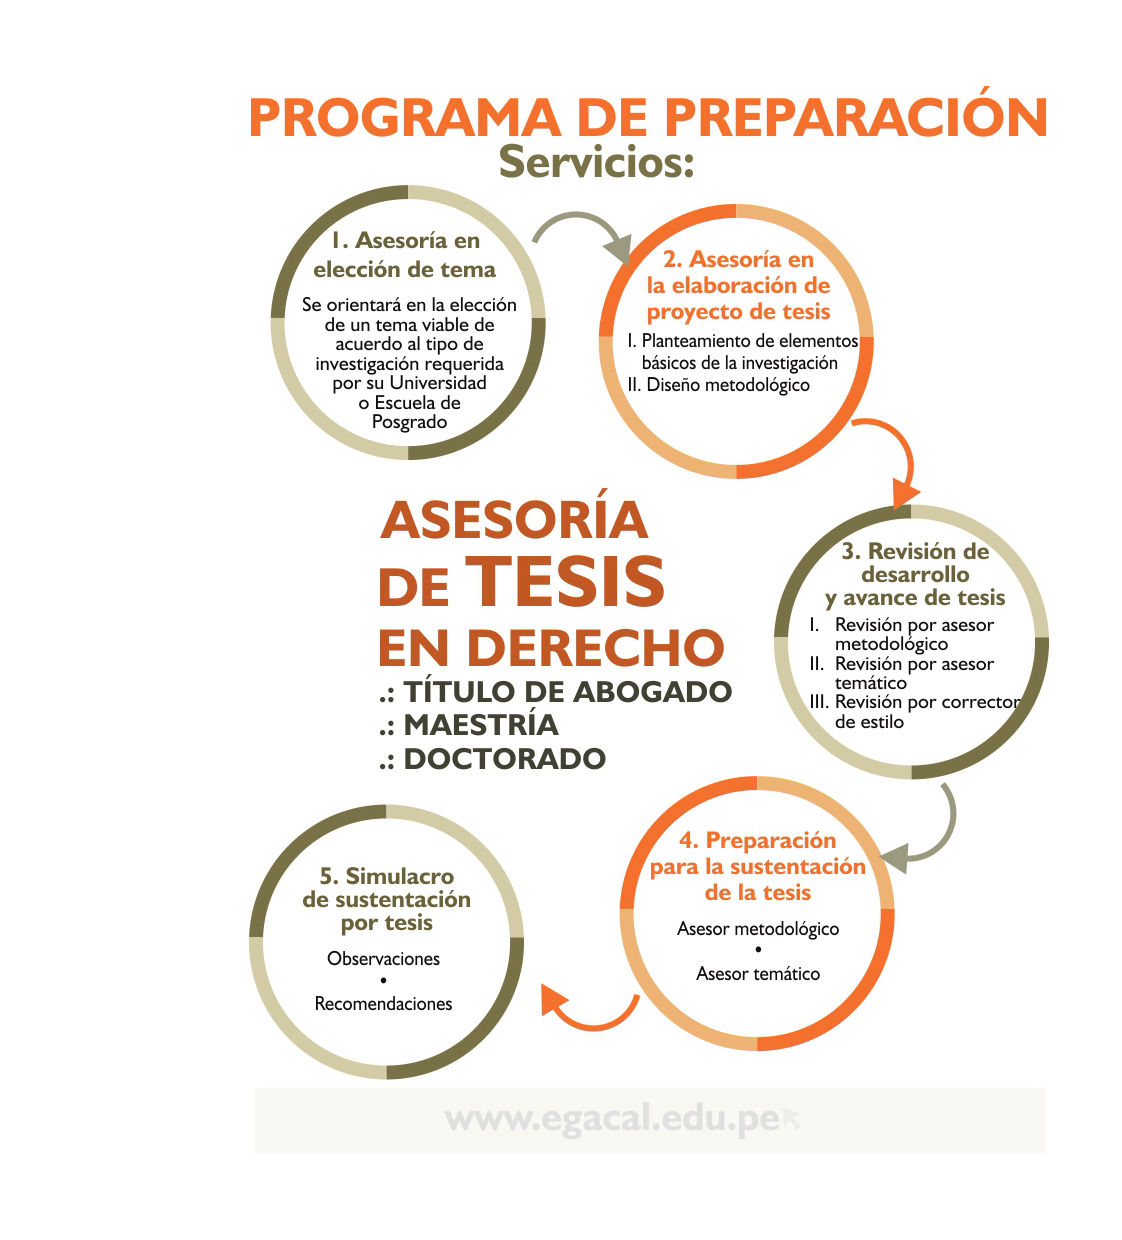 PROGRAMA DE PREPARACIÓN
Servicios:
1. Asesoría en
elección de tema
Se orientará en la elección
de un tema viable de
acuerdo al tipo de
investigación requerida
por su Universidad
o Escuela de
Posgrado
2. Asesoría en
la elaboración de
proyecto de tesis
I. Planteamiento de elementos
básicos de la investigación
II. Diseño metodológico
3. Revisión de
desarrollo
y avance de tesis
I. Revisión por asesor
metodológico
II. Revisión por asesor
temático
III. Revisión por corrector
de estilo
ASESORÍA
DE TESIS
EN DERECHO
.: TÍTULO DE ABOGADO
.: MAESTRÍA
.: DOCTORADO
4. Preparación
para la sustentación
de la tesis
Asesor metodológico
•
Asesor temático
5. Simulacro
de sustentación
por tesis
Observaciones
•
Recomendaciones
www.egacal.edu.pe